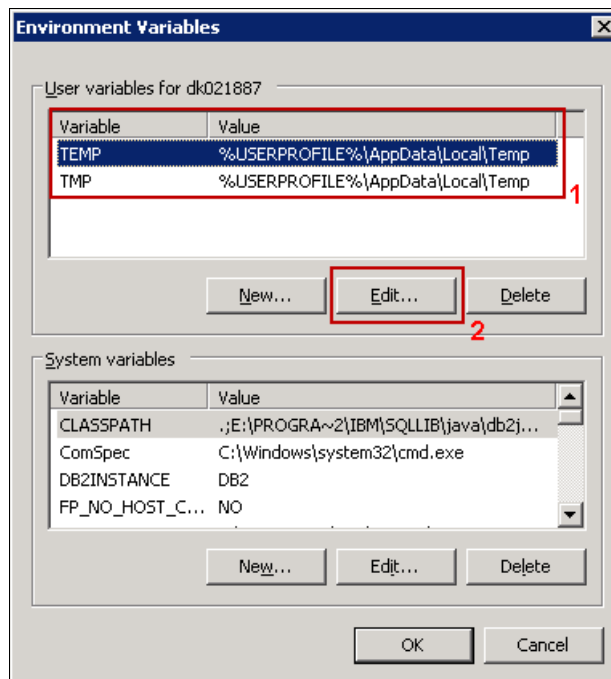 Environment Variables
User variables for dk021887
Variable Value
TEMP %USERPROFILE%\AppData\Local\Temp
TMP %USERPROFILE%\AppData\Local\Temp
1
New... Edit... Delete
2
System variables
Variable Value
CLASSPATH .;E:\PROGRA~2\IBM\SQLLIB\java\db2j...
ComSpec C:\Windows\system32\cmd.exe
DB2INSTANCE DB2
FP_NO_HOST_C... NO
New... Edit... Delete
OK Cancel